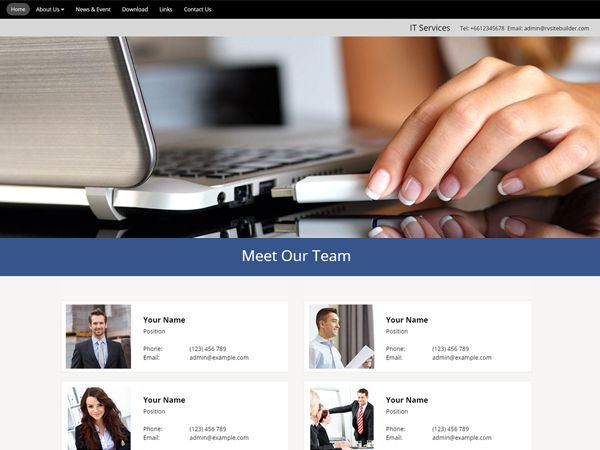 Home About Us News & Event Download Links Contact Us
IT Services Tel: +6612345678 Email: admin@rvsitebuilder.com
Meet Our Team
Your Name
Position
Phone: (123) 456 789
Email: admin@example.com
Your Name
Position
Phone: (123) 456 789
Email: admin@example.com
Your Name
Position
Phone: (123) 456 789
Email: admin@example.com
Your Name
Position
Phone: (123) 456 789
Email: admin@example.com